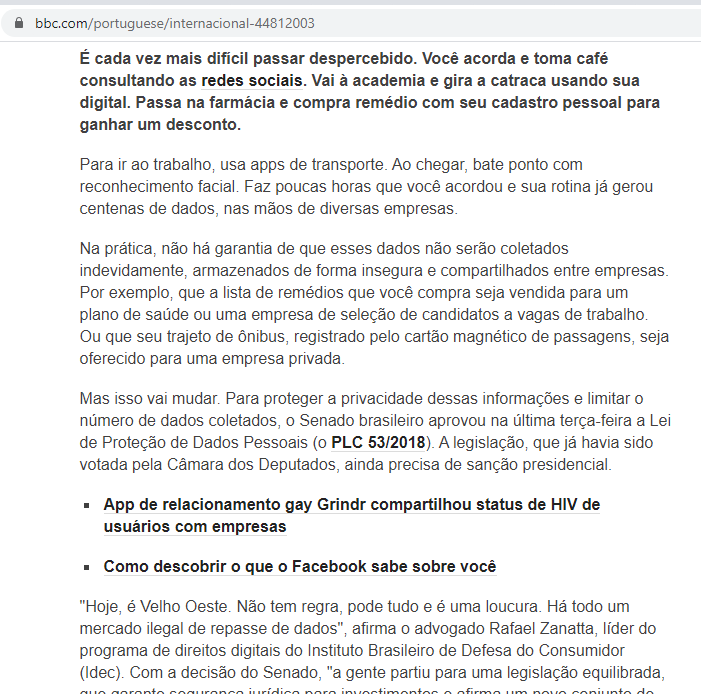 bbc.com/portuguese/internacional-44812003
É cada vez mais difícil passar despercebido. Você acorda e toma café
consultando as redes sociais. Vai à academia e gira a catraca usando sua
digital. Passa na farmácia e compra remédio com seu cadastro pessoal para
ganhar um desconto.
Para ir ao trabalho, usa apps de transporte. Ao chegar, bate ponto com
reconhecimento facial. Faz poucas horas que você acordou e sua rotina já gerou
centenas de dados, nas mãos de diversas empresas.
Na prática, não há garantia de que esses dados não serão coletados
indevidamente, armazenados de forma insegura e compartilhados entre empresas.
Por exemplo, que a lista de remédios que você compra seja vendida para um
plano de saúde ou uma empresa de seleção de candidatos a vagas de trabalho.
Ou que seu trajeto de ônibus, registrado pelo cartão magnético de passagens, seja
oferecido para uma empresa privada.
Mas isso vai mudar. Para proteger a privacidade dessas informações e limitar o
número de dados coletados, o Senado brasileiro aprovou na última terça-feira a Lei
de Proteção de Dados Pessoais (o PLC 53/2018). A legislação, que já havia sido
votada pela Câmara dos Deputados, ainda precisa de sanção presidencial.
▪ App de relacionamento gay Grindr compartilhou status de HIV de
usuários com empresas
▪ Como descobrir o que o Facebook sabe sobre você
"Hoje, é Velho Oeste. Não tem regra, pode tudo e é uma loucura. Há todo um
mercado ilegal de repasse de dados", afirma o advogado Rafael Zanatta, líder do
programa de direitos digitais do Instituto Brasileiro de Defesa do Consumidor
(Idec). Com a decisão do Senado, "a gente partiu para uma legislação equilibrada,
que garante segurança jurídica para investimentos e afirma um novo conjunto de